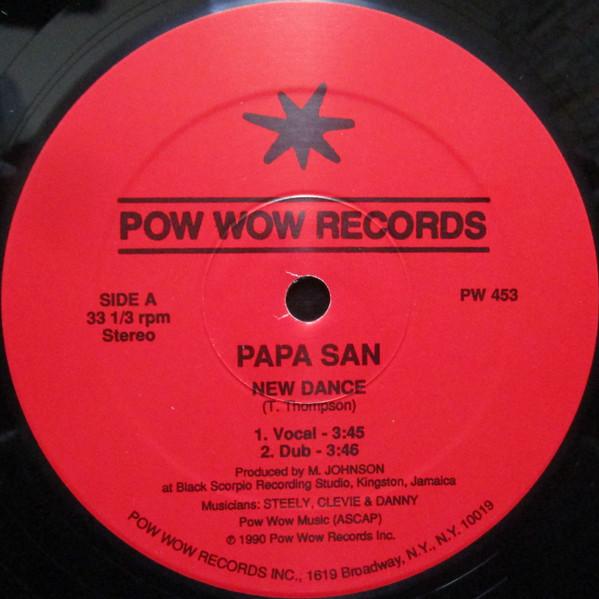 POW WOW RECORDS
SIDE A
33 1/3 rpm
Stereo
PW 453
PAPA SAN
NEW DANCE
(T. Thompson)
1. Vocal - 3:45
2. Dub - 3:46
Produced by M. JOHNSON
at Black Scorpio Recording Studio, Kingston, Jamaica
Musicians: STEELY, CLEVIE & DANNY
Pow Wow Music (ASCAP)
℗ 1990 Pow Wow Records Inc.
POW WOW RECORDS INC., 1619 Broadway, N.Y., N.Y. 10019